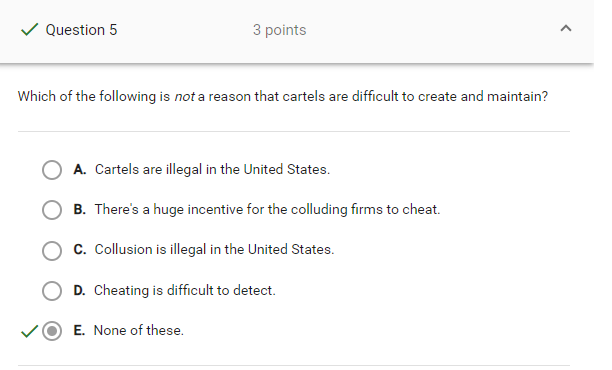 Question 5 3 points
Which of the following is not a reason that cartels are difficult to create and maintain?
A. Cartels are illegal in the United States.
B. There's a huge incentive for the colluding firms to cheat.
C. Collusion is illegal in the United States.
D. Cheating is difficult to detect.
E. None of these.